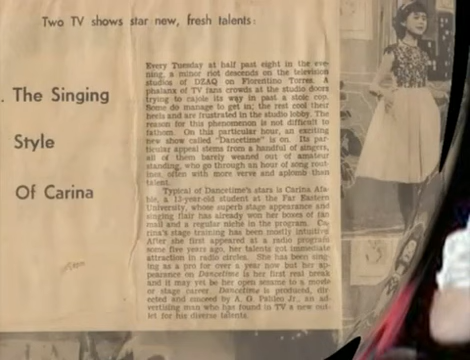 Two TV shows star new, fresh talents:
. The Singing
Style
Of Carina
Every Tuesday at half past eight in the eve-
ning, a minor riot descends on the television
studios of DZAQ on Florentino Torres. A
phalanx of TV fans crowds at the studio doors
trying to cajole its way in past a stolid cop.
Some do manage to get in; the rest cool their
heels and are frustrated in the studio lobby. The
reason for this phenomenon is not difficult to
fathom. On this particular hour, an exciting
new show called "Dancetime" is on. Its par-
ticular appeal stems from a handful of singers,
all of them barely weaned out of amateur
standing, who go through an hour of song rout-
ines, often with more verve and aplomb than
talent.
Typical of Dancetime's stars is Carina Afa-
ble, a 13-year-old student at the Far Eastern
University, whose superb stage appearance and
singing flair has already won her boxes of fan
mail and a regular niche in the program. Ca-
rina's stage training has been mostly intuitive.
After she first appeared at a radio program
some five years ago, her talents got immediate
attraction in radio circles. She has been sing-
ing as a pro for over a year now but her ap-
pearance on Dancetime is her first real break
and it may yet be her open sesame to a movie
or stage career. Dancetime is produced, dir-
ected and emceed by A. O. Pableo Jr., an ad-
vertising man who has found in TV a new out-
let for his diverse talents.